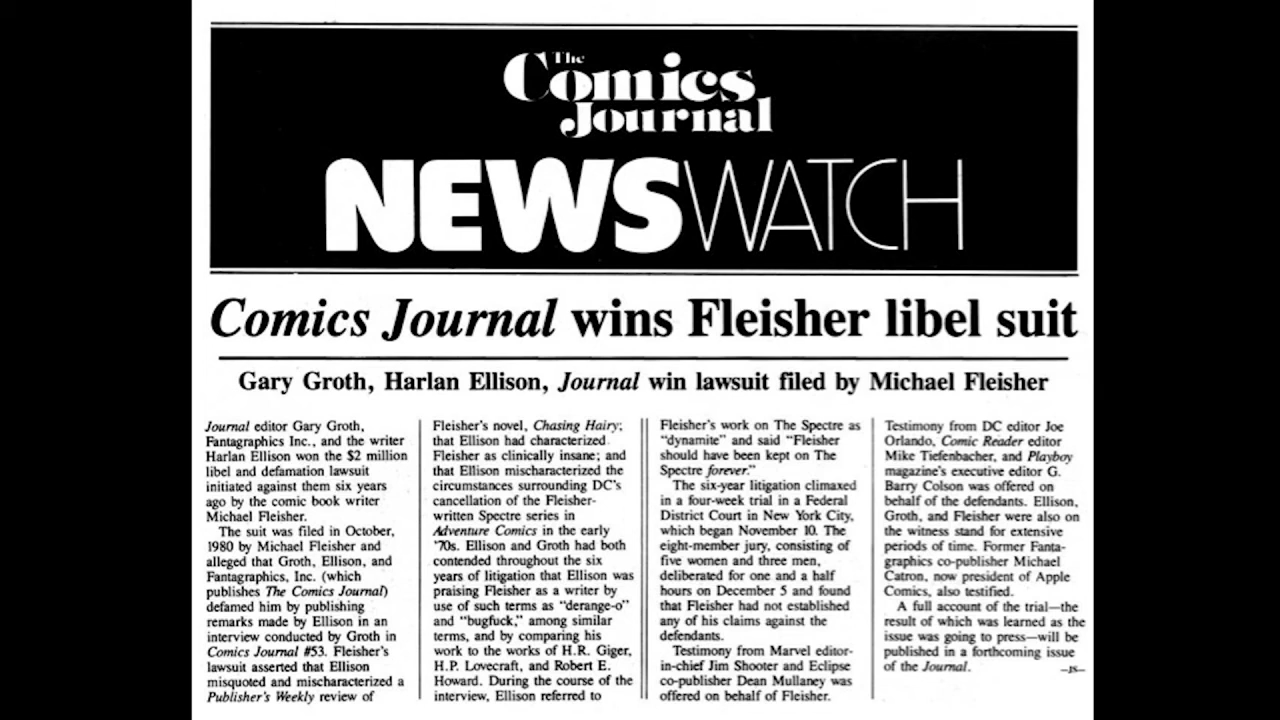 The
Comics
Journal
NEWSWATCH
Comics Journal wins Fleisher libel suit
Gary Groth, Harlan Ellison, Journal win lawsuit filed by Michael Fleisher
Journal editor Gary Groth,
Fantagraphics Inc., and the writer
Harlan Ellison won the $2 million
libel and defamation lawsuit
initiated against them six years
ago by the comic book writer
Michael Fleisher.
The suit was filed in October,
1980 by Michael Fleisher and
alleged that Groth, Ellison, and
Fantagraphics, Inc. (which
publishes The Comics Journal)
defamed him by publishing
remarks made by Ellison in an
interview conducted by Groth in
Comics Journal #53. Fleisher's
lawsuit asserted that Ellison
misquoted and mischaracterized a
Publisher's Weekly review of
Fleisher's novel, Chasing Hairy;
that Ellison had characterized
Fleisher as clinically insane; and
that Ellison mischaracterized the
circumstances surrounding DC's
cancellation of the Fleisher-
written Spectre series in
Adventure Comics in the early
'70s. Ellison and Groth had both
contended throughout the six
years of litigation that Ellison was
praising Fleisher as a writer by
use of such terms as "derange-o"
and "bugfuck," among similar
terms, and by comparing his
work to the works of H.R. Giger,
H.P. Lovecraft, and Robert E.
Howard. During the course of the
interview, Ellison referred to
Fleisher's work on The Spectre as
"dynamite" and said "Fleisher
should have been kept on The
Spectre forever."
The six-year litigation climaxed
in a four-week trial in a Federal
District Court in New York City,
which began November 10. The
eight-member jury, consisting of
five women and three men,
deliberated for one and a half
hours on December 5 and found
that Fleisher had not established
any of his claims against the
defendants.
Testimony from Marvel editor-
in-chief Jim Shooter and Eclipse
co-publisher Dean Mullaney was
offered on behalf of Fleisher.
Testimony from DC editor Joe
Orlando, Comic Reader editor
Mike Tiefenbacher, and Playboy
magazine's executive editor G.
Barry Colson was offered on
behalf of the defendants. Ellison,
Groth, and Fleisher were also on
the witness stand for extensive
periods of time. Former Fanta-
graphics co-publisher Michael
Catron, now president of Apple
Comics, also testified.
A full account of the trial—the
result of which was learned as the
issue was going to press—will be
published in a forthcoming issue
of the Journal.
—JS—